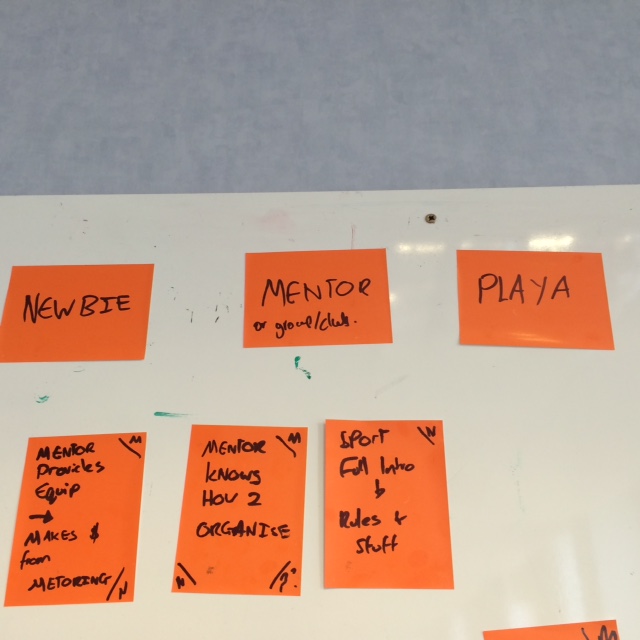 NEWBIE
MENTOR
or group/club.
PLAYA
MENTOR \M
Provides
Equip
→
MAKES $
from
METORING /N
MENTOR \M
KNOWS
HOW 2
ORGANISE
\N /?
SPORT \N
Full Intro
↓
Rules &
Stuff
\M